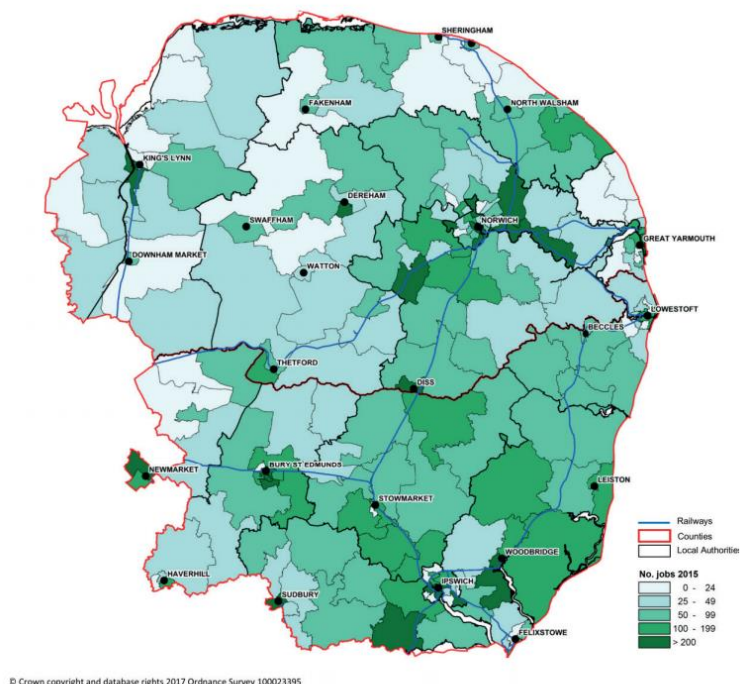 SHERINGHAM
FAKENHAM
NORTH WALSHAM
KING'S LYNN
DEREHAM
SWAFFHAM
NORWICH
GREAT YARMOUTH
DOWNHAM MARKET
WATTON
LOWESTOFT
BECCLES
THETFORD
DISS
NEWMARKET
BURY ST EDMUNDS
LEISTON
STOWMARKET
WOODBRIDGE
HAVERHILL
IPSWICH
SUDBURY
FELIXSTOWE
Railways
Counties
Local Authorities
No. jobs 2015
0 - 24
25 - 49
50 - 99
100 - 199
> 200
© Crown copyright and database rights 2017 Ordnance Survey 100023395